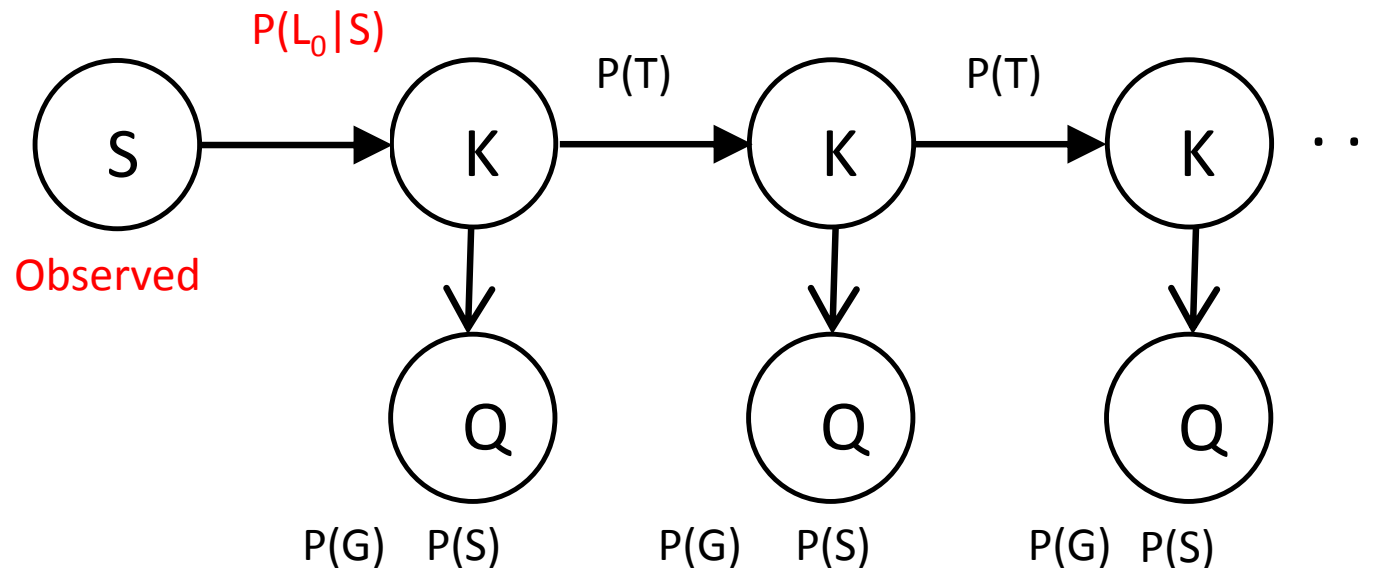 P(L₀|S)
P(T) P(T)
S K K K . .
Observed
Q Q Q
P(G) P(S) P(G) P(S) P(G) P(S)